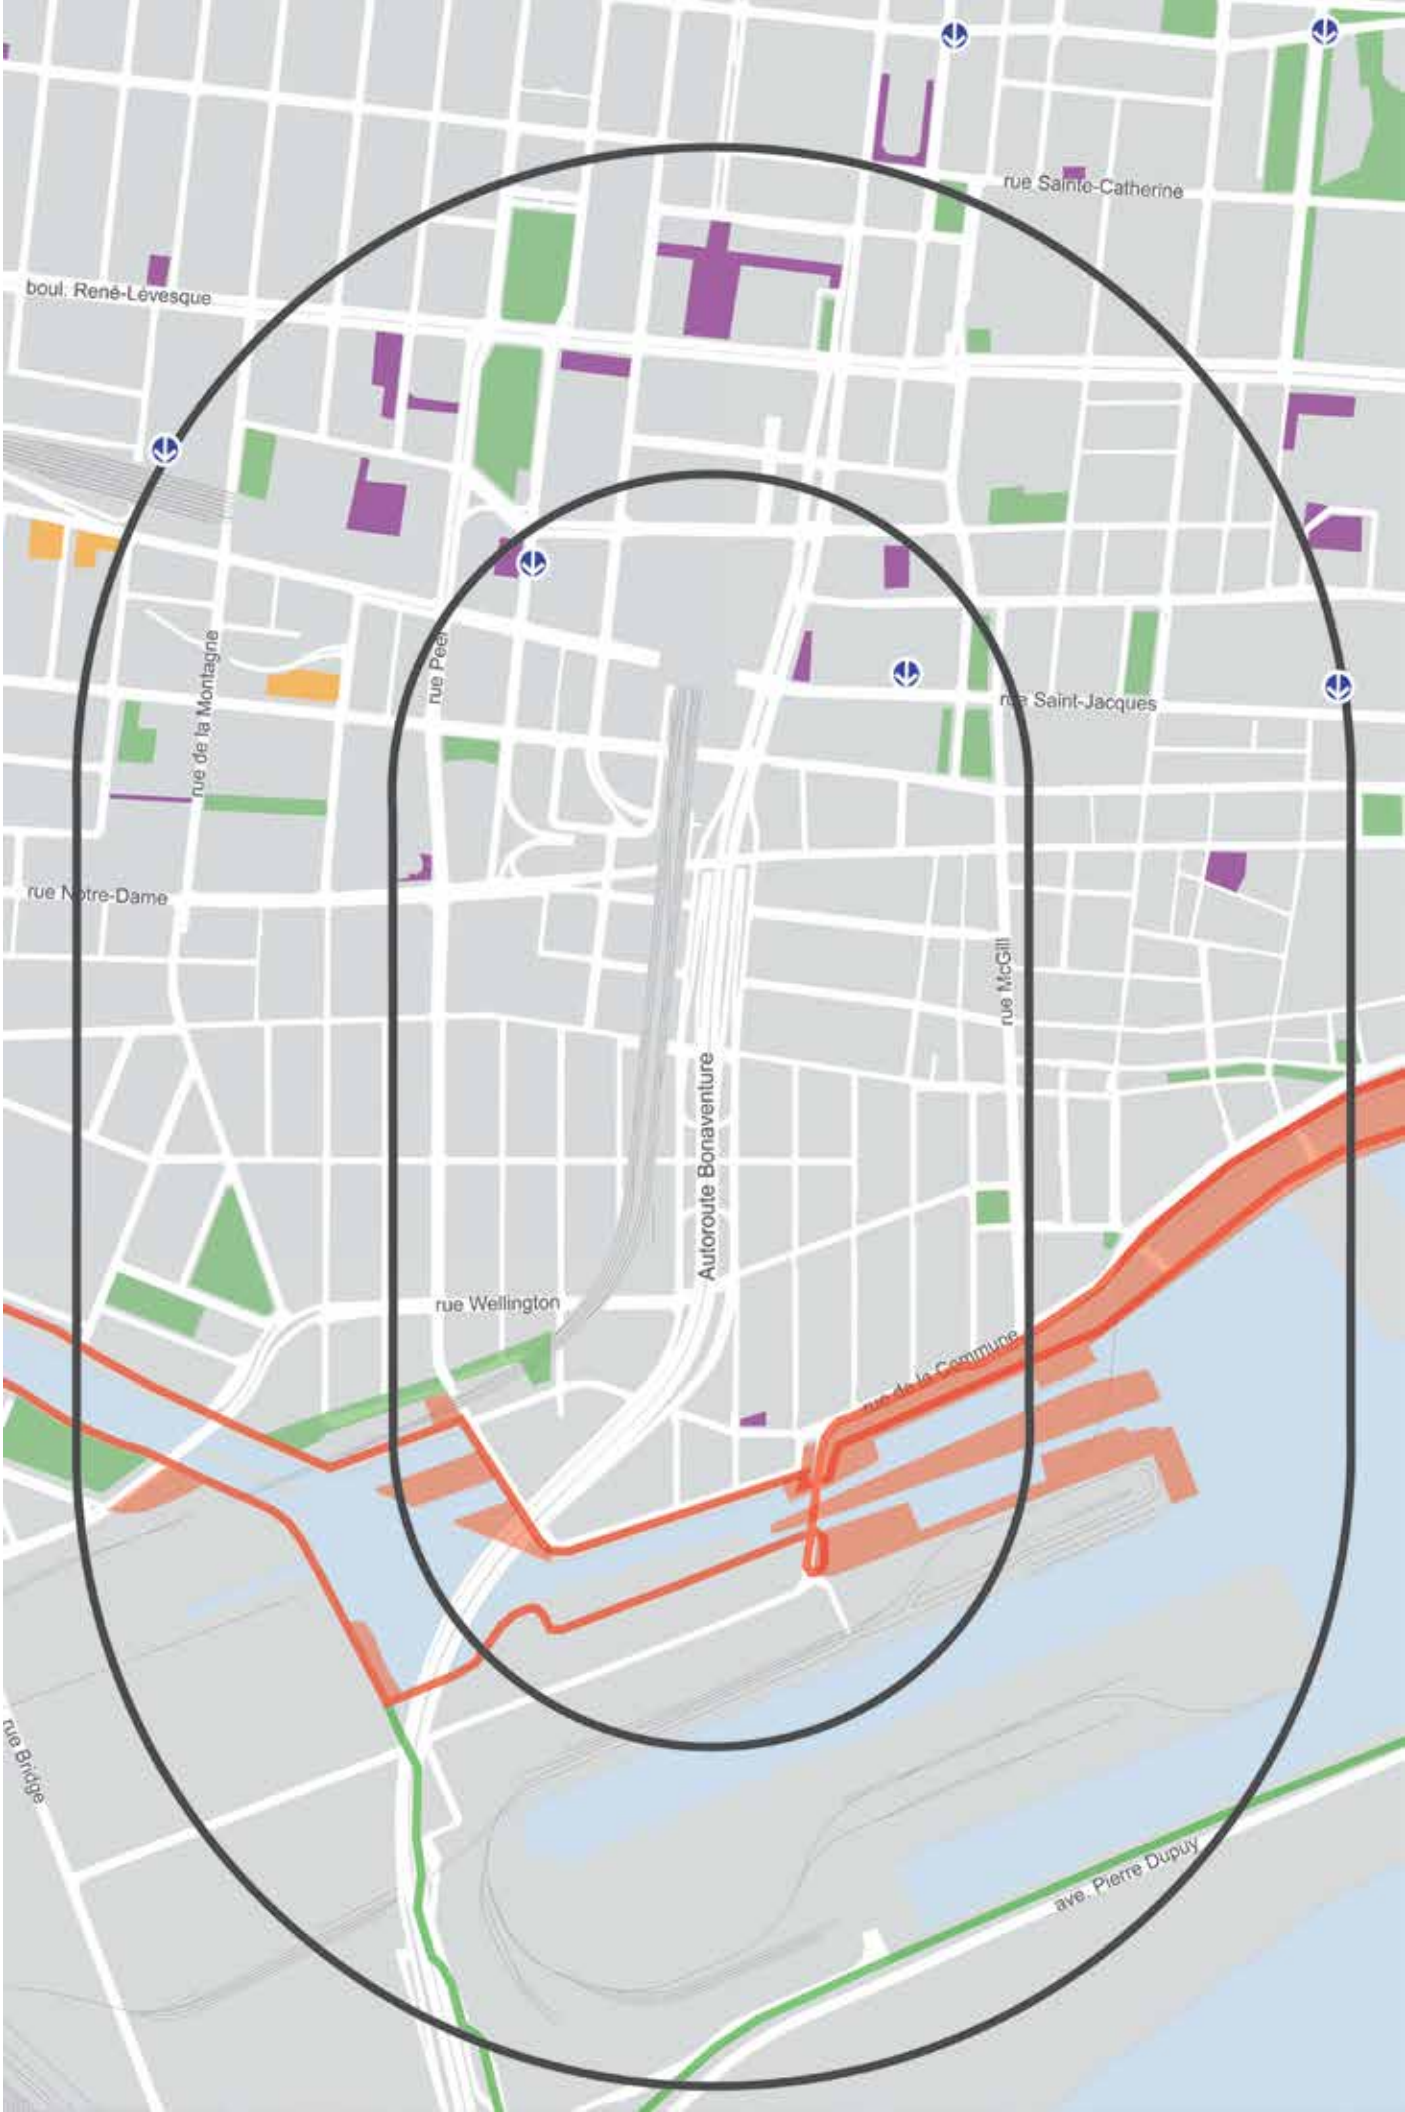 rue Sainte-Catherine
boul. René-Lévesque
rue Peel
rue de la Montagne
rue Saint-Jacques
rue Notre-Dame
rue McGill
Autoroute Bonaventure
rue Wellington
rue de la Commune
rue Bridge
ave. Pierre Dupuy